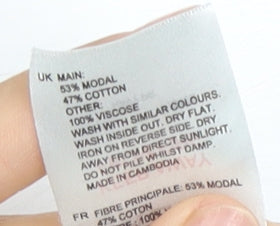 UK MAIN:
53% MODAL
47% COTTON
OTHER:
100% VISCOSE
WASH WITH SIMILAR COLOURS.
WASH INSIDE OUT. DRY FLAT.
IRON ON REVERSE SIDE. DRY
AWAY FROM DIRECT SUNLIGHT.
DO NOT PILE WHILST DAMP.
MADE IN CAMBODIA
FR FIBRE PRINCIPALE: 53% MODAL
47% COTON
: 100%